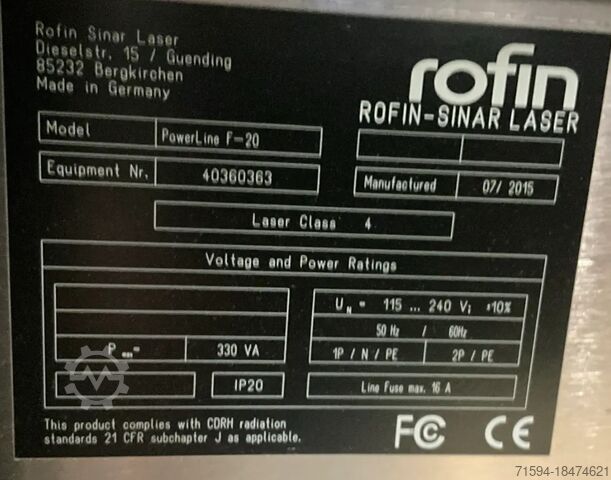 Rofin Sinar Laser
Dieselstr. 15 / Guending
85232 Bergkirchen
Made in Germany
rofin
ROFIN-SINAR LASER
Model PowerLine F-20
Equipment Nr. 40360363
Manufactured 07/ 2015
Laser Class 4
Voltage and Power Ratings
U N = 115 ... 240 V; ±10%
50 Hz / 60Hz
P = 330 VA
1P / N / PE 2P / PE
IP20
Line Fuse max. 16 A
This product complies with CDRH radiation
standards 21 CFR subchapter J as applicable.
FC CE
71594-18474621